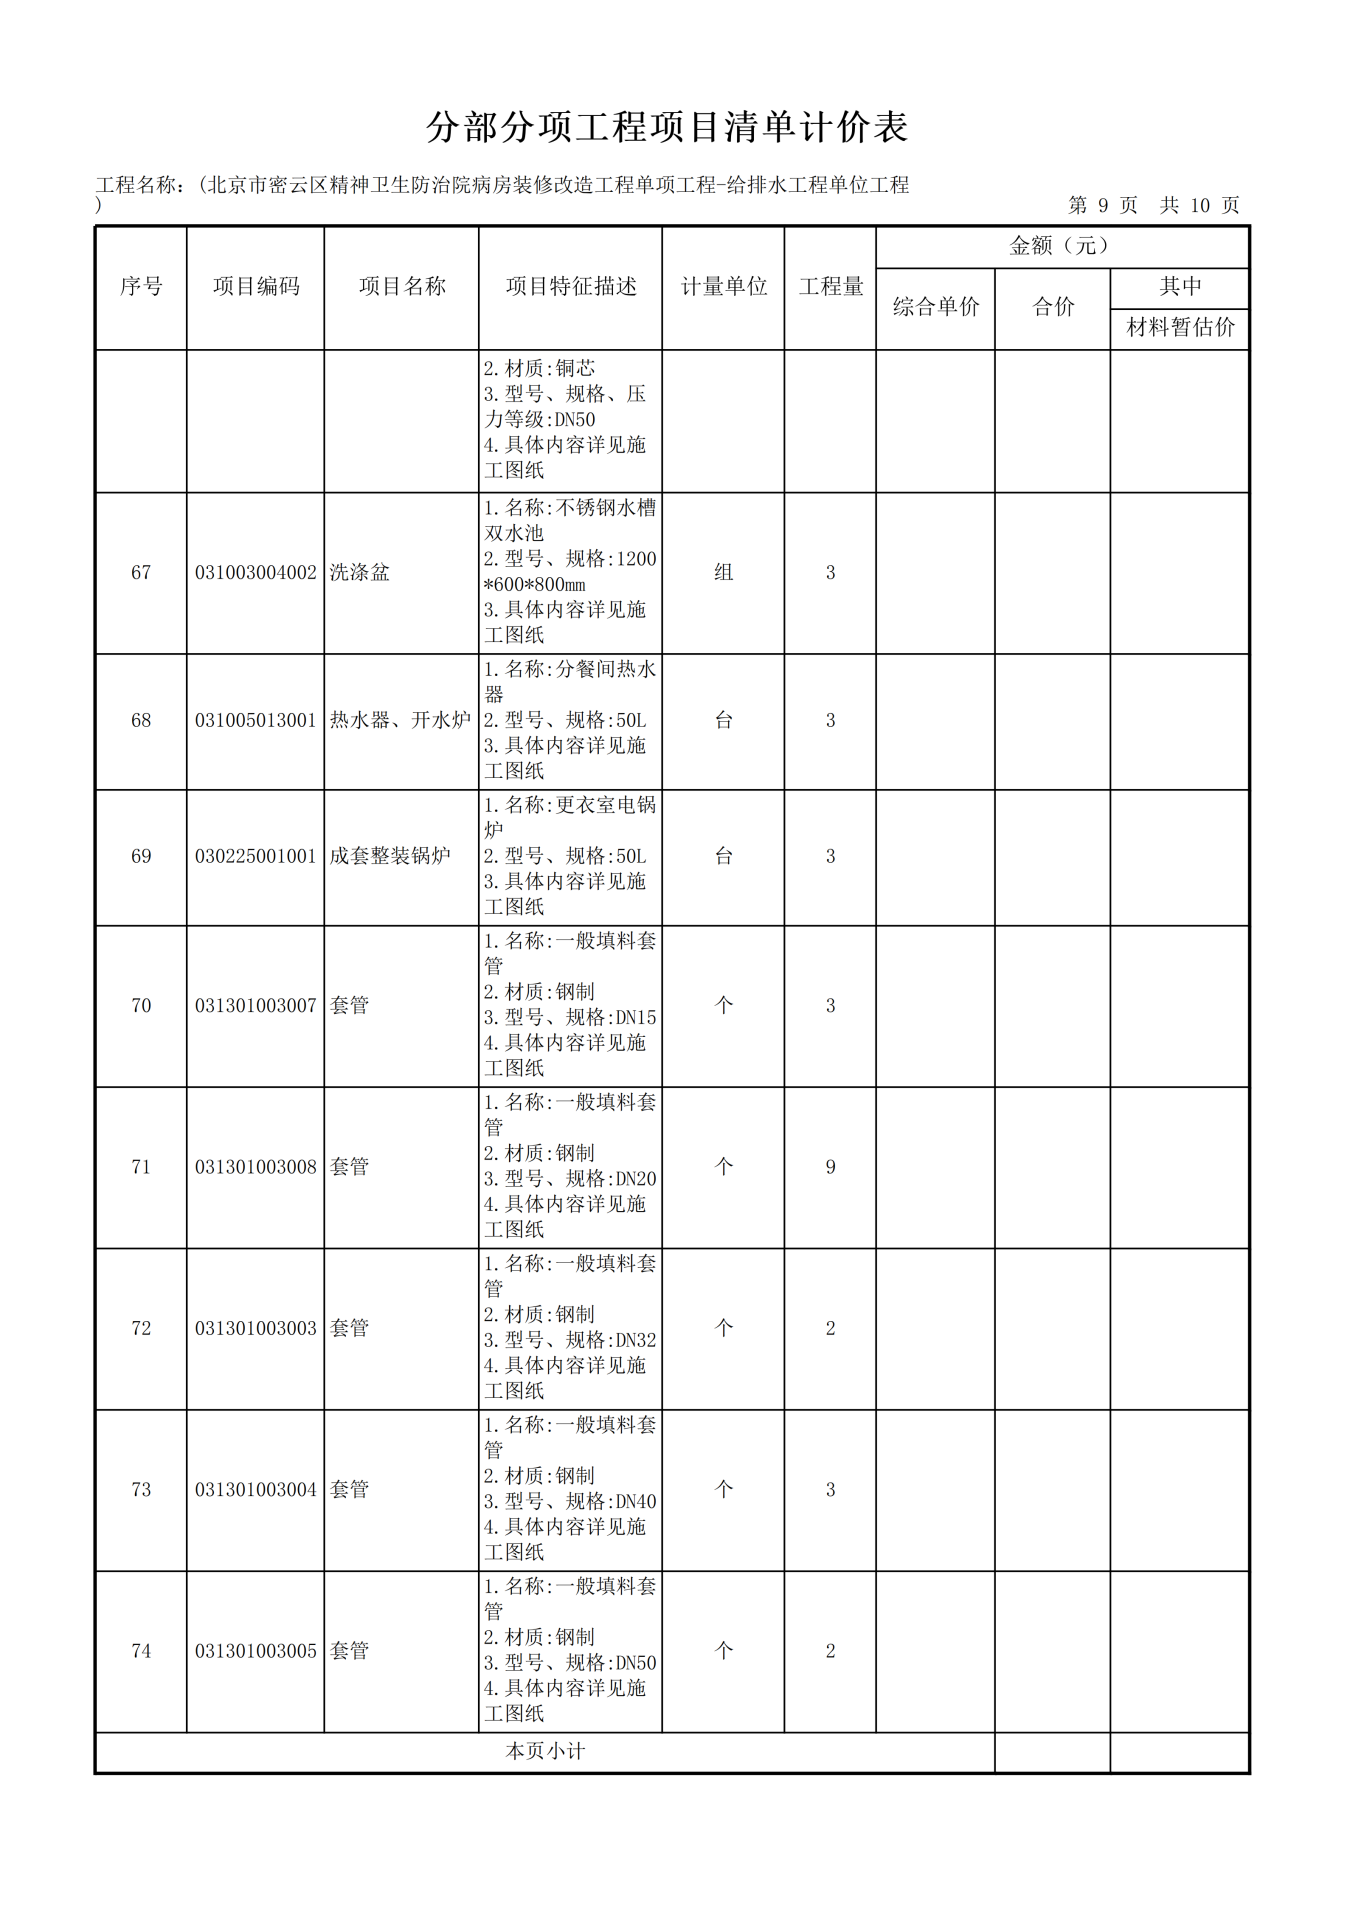 分部分项工程项目清单计价表
工程名称：(北京市密云区精神卫生防治院病房装修改造工程单项工程-给排水工程单位工程
)
第 9 页  共 10 页
序号 项目编码 项目名称 项目特征描述 计量单位 工程量 金额（元）
综合单价 合价 其中
材料暂估价
2.材质:铜芯
3.型号、规格、压
力等级:DN50
4.具体内容详见施
工图纸
67 031003004002 洗涤盆
1.名称:不锈钢水槽
双水池
2.型号、规格:1200
*600*800mm
3.具体内容详见施
工图纸
组 3
68 031005013001 热水器、开水炉
1.名称:分餐间热水
器
2.型号、规格:50L
3.具体内容详见施
工图纸
台 3
69 030225001001 成套整装锅炉
1.名称:更衣室电锅
炉
2.型号、规格:50L
3.具体内容详见施
工图纸
台 3
70 031301003007 套管
1.名称:一般填料套
管
2.材质:钢制
3.型号、规格:DN15
4.具体内容详见施
工图纸
个 3
71 031301003008 套管
1.名称:一般填料套
管
2.材质:钢制
3.型号、规格:DN20
4.具体内容详见施
工图纸
个 9
72 031301003003 套管
1.名称:一般填料套
管
2.材质:钢制
3.型号、规格:DN32
4.具体内容详见施
工图纸
个 2
73 031301003004 套管
1.名称:一般填料套
管
2.材质:钢制
3.型号、规格:DN40
4.具体内容详见施
工图纸
个 3
74 031301003005 套管
1.名称:一般填料套
管
2.材质:钢制
3.型号、规格:DN50
4.具体内容详见施
工图纸
个 2
本页小计